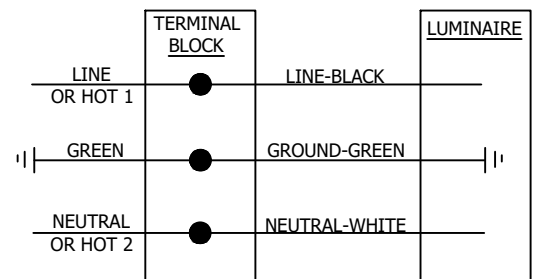 TERMINAL
BLOCK
LUMINAIRE
LINE
OR HOT 1
LINE-BLACK
GREEN
GROUND-GREEN
NEUTRAL
OR HOT 2
NEUTRAL-WHITE